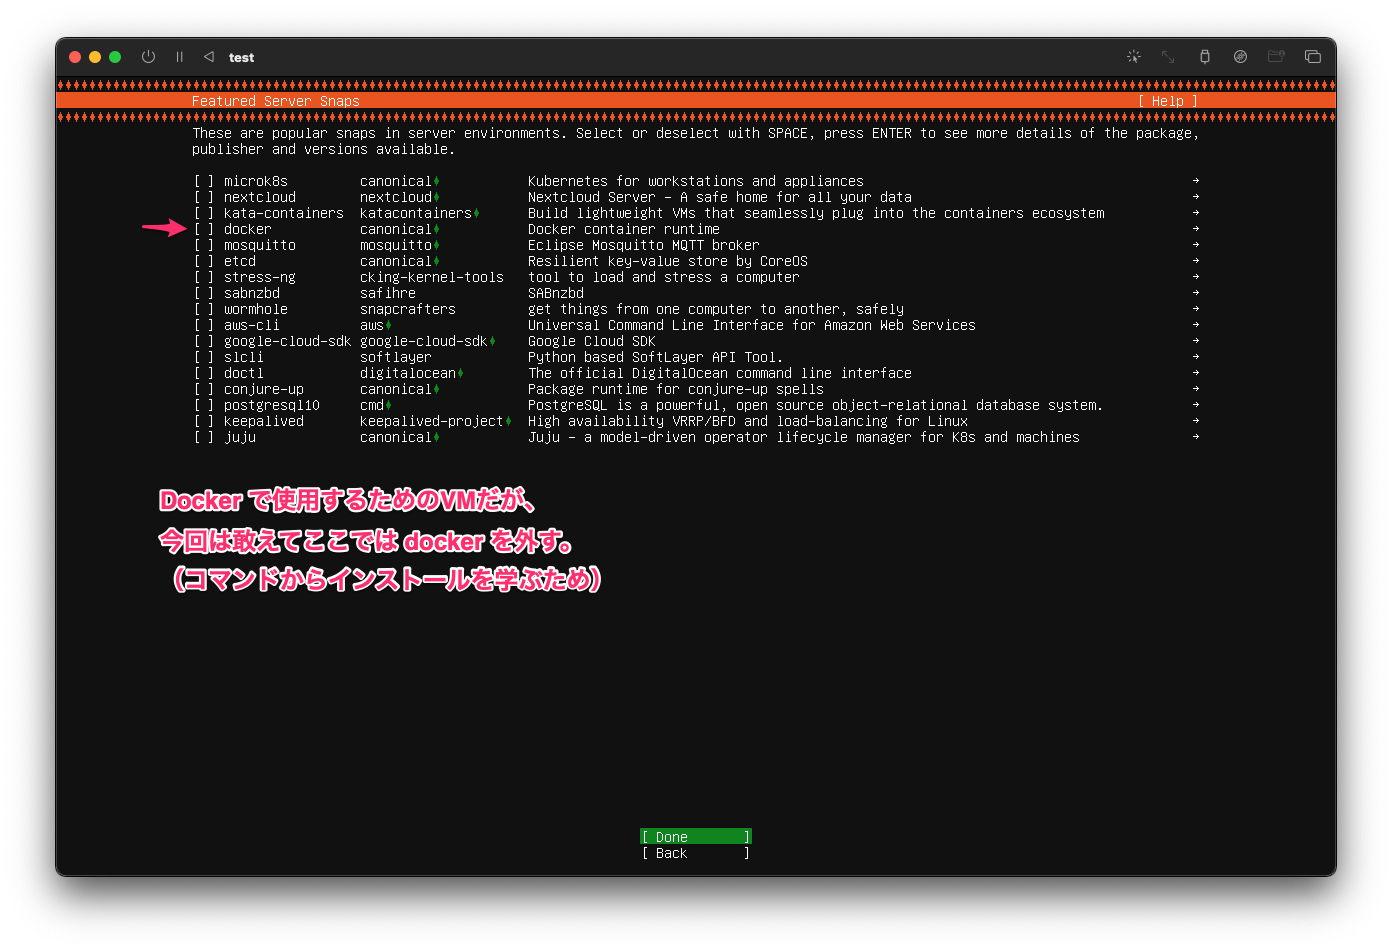 test
Featured Server Snaps [ Help ]
These are popular snaps in server environments. Select or deselect with SPACE, press ENTER to see more details of the package,
publisher and versions available.
[ ] microk8s canonical♦ Kubernetes for workstations and appliances →
[ ] nextcloud nextcloud♦ Nextcloud Server - A safe home for all your data →
[ ] kata-containers katacontainers♦ Build lightweight VMs that seamlessly plug into the containers ecosystem →
[ ] docker canonical♦ Docker container runtime →
[ ] mosquitto mosquitto♦ Eclipse Mosquitto MQTT broker →
[ ] etcd canonical♦ Resilient key-value store by CoreOS →
[ ] stress-ng cking-kernel-tools tool to load and stress a computer →
[ ] sabnzbd safihre SABnzbd →
[ ] wormhole snapcrafters get things from one computer to another, safely →
[ ] aws-cli aws♦ Universal Command Line Interface for Amazon Web Services →
[ ] google-cloud-sdk google-cloud-sdk♦ Google Cloud SDK →
[ ] slcli softlayer Python based SoftLayer API Tool. →
[ ] doctl digitalocean♦ The official DigitalOcean command line interface →
[ ] conjure-up canonical♦ Package runtime for conjure-up spells →
[ ] postgresql10 cmd♦ PostgreSQL is a powerful, open source object-relational database system. →
[ ] keepalived keepalived-project♦ High availability VRRP/BFD and load-balancing for Linux →
[ ] juju canonical♦ Juju - a model-driven operator lifecycle manager for K8s and machines →
Docker で使用するためのVMだが、
今回は敢えてここでは docker を外す。
（コマンドからインストールを学ぶため）
[ Done ]
[ Back ]